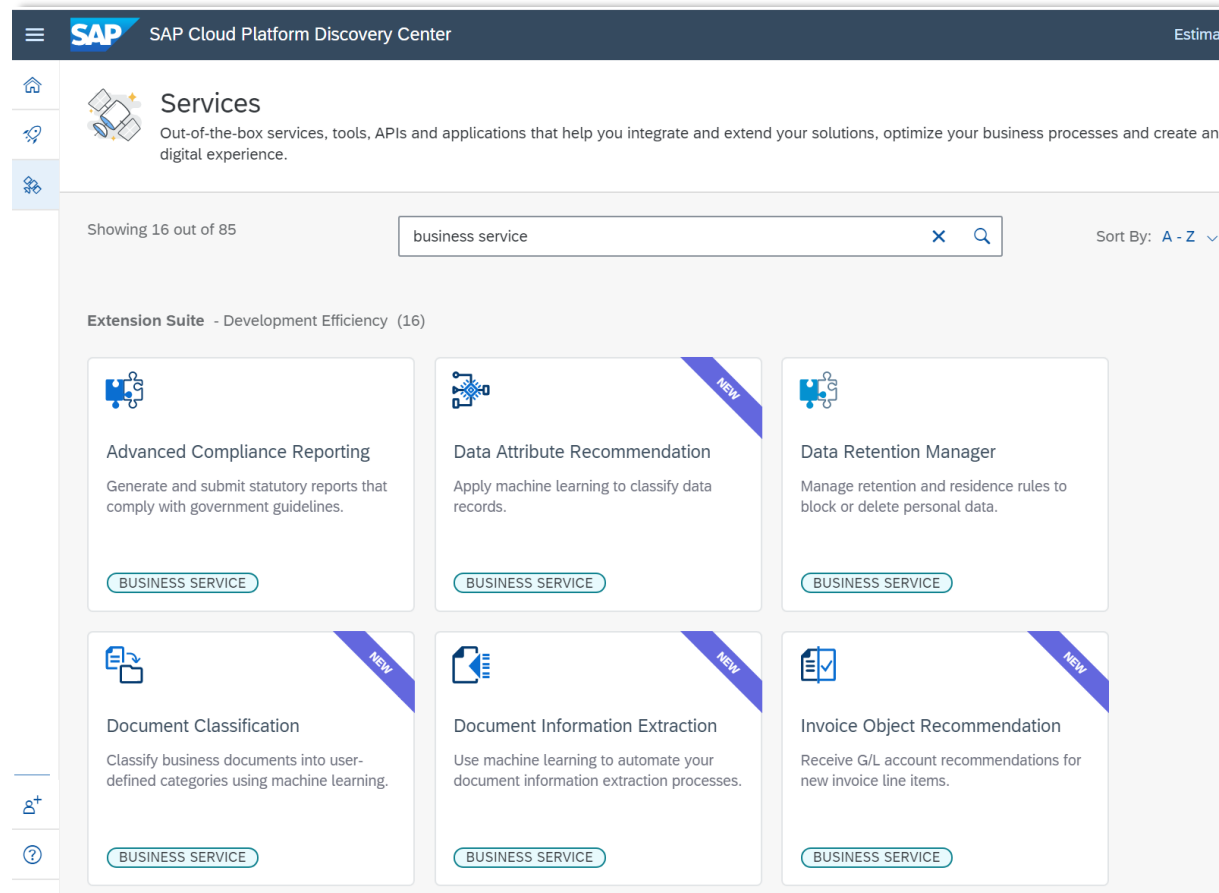 SAP SAP Cloud Platform Discovery Center
Services
Out-of-the-box services, tools, APIs and applications that help you integrate and extend your solutions, optimize your business processes and create an
digital experience.
Showing 16 out of 85
business service
Sort By: A - Z
Extension Suite - Development Efficiency (16)
NEW
Advanced Compliance Reporting
Generate and submit statutory reports that
comply with government guidelines.
BUSINESS SERVICE
Data Attribute Recommendation
Apply machine learning to classify data
records.
BUSINESS SERVICE
Data Retention Manager
Manage retention and residence rules to
block or delete personal data.
BUSINESS SERVICE
NEW
NEW
NEW
Document Classification
Classify business documents into user-
defined categories using machine learning.
BUSINESS SERVICE
Document Information Extraction
Use machine learning to automate your
document information extraction processes.
BUSINESS SERVICE
Invoice Object Recommendation
Receive G/L account recommendations for
new invoice line items.
BUSINESS SERVICE